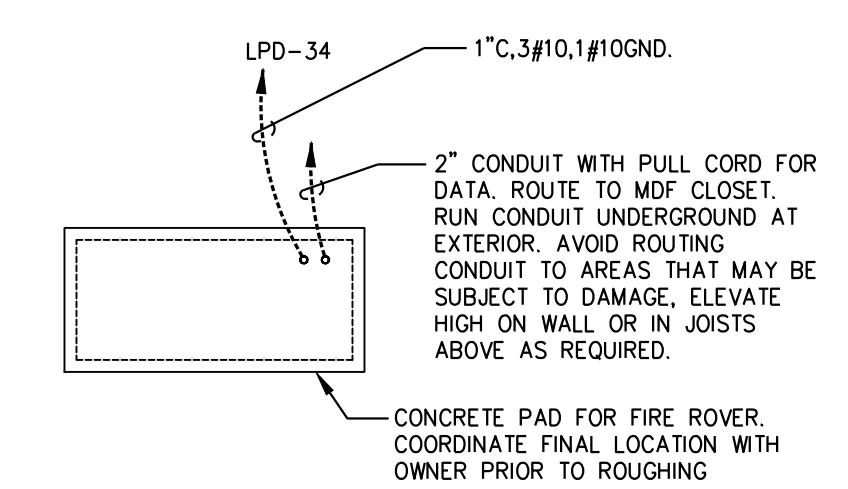 LPD-34
1"C,3#10,1#10GND.
2" CONDUIT WITH PULL CORD FOR
DATA. ROUTE TO MDF CLOSET.
RUN CONDUIT UNDERGROUND AT
EXTERIOR. AVOID ROUTING
CONDUIT TO AREAS THAT MAY BE
SUBJECT TO DAMAGE, ELEVATE
HIGH ON WALL OR IN JOISTS
ABOVE AS REQUIRED.
CONCRETE PAD FOR FIRE ROVER.
COORDINATE FINAL LOCATION WITH
OWNER PRIOR TO ROUGHING